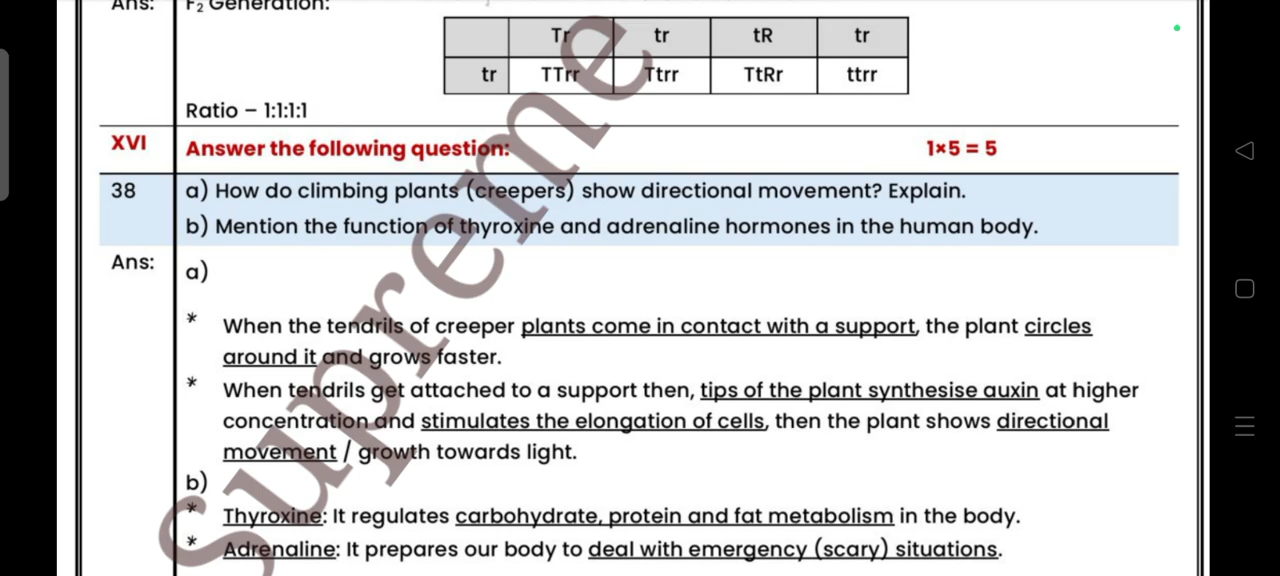 Ans:
F₂ Generation:
Tr tr tR tr
tr TTrr Ttrr TtRr ttrr
Ratio – 1:1:1:1
XVI Answer the following question: 1×5 = 5
38 a) How do climbing plants (creepers) show directional movement? Explain.
b) Mention the function of thyroxine and adrenaline hormones in the human body.
Ans: a)
* When the tendrils of creeper plants come in contact with a support, the plant circles
around it and grows faster.
* When tendrils get attached to a support then, tips of the plant synthesise auxin at higher
concentration and stimulates the elongation of cells, then the plant shows directional
movement / growth towards light.
b)
* Thyroxine: It regulates carbohydrate, protein and fat metabolism in the body.
* Adrenaline: It prepares our body to deal with emergency (scary) situations.
Supreme